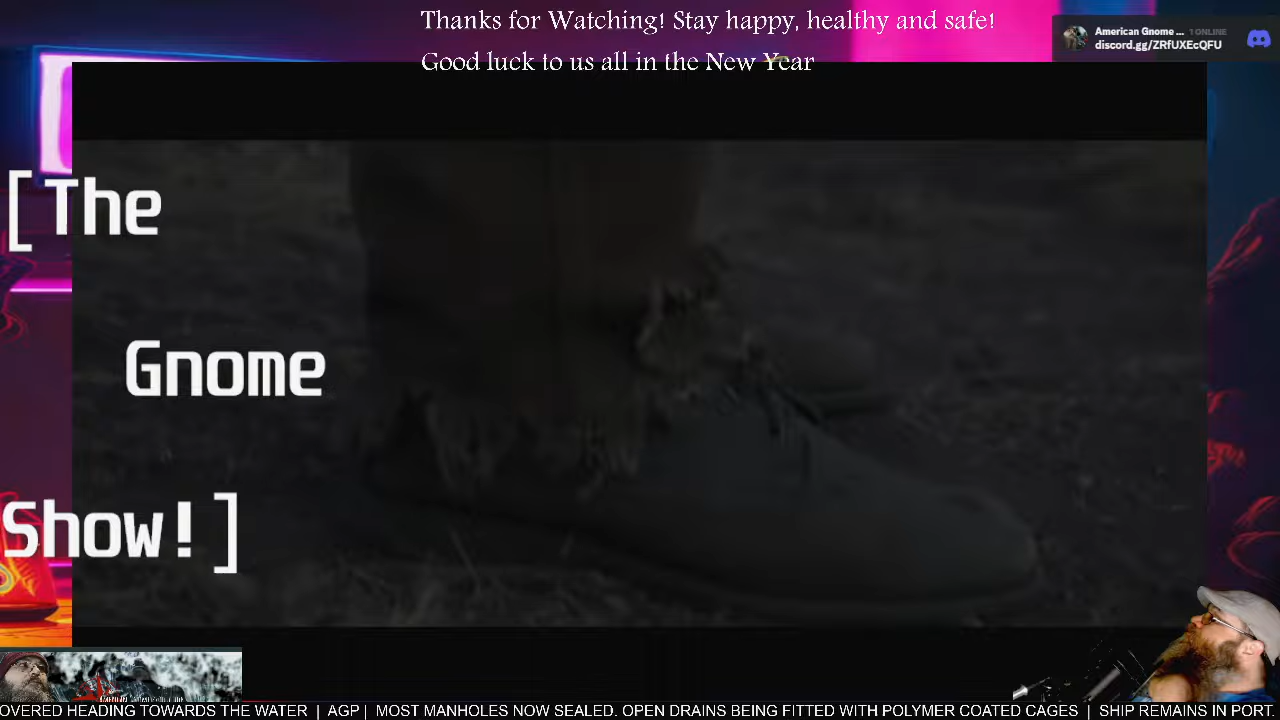 Thanks for Watching! Stay happy, healthy and safe!
Good luck to us all in the New Year
American Gnome ... 1 ONLINE
discord.gg/ZRfUXEcQFU
[The
Gnome
Show!]
OVERED HEADING TOWARDS THE WATER | AGP | MOST MANHOLES NOW SEALED. OPEN DRAINS BEING FITTED WITH POLYMER COATED CAGES | SHIP REMAINS IN PORT.